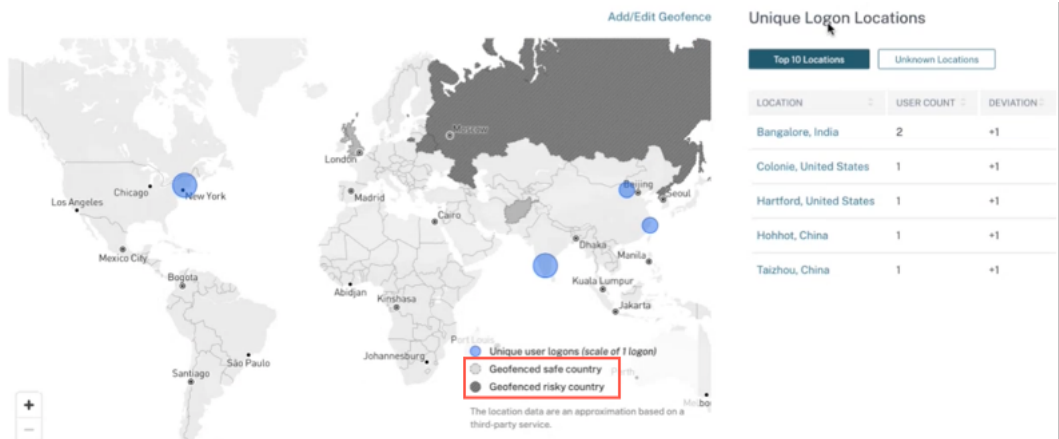 Add/Edit Geofence
Moscow
London
Chicago
New York
Los Angeles
Madrid
Beijing
Seoul
Cairo
Mexico City
Dhaka
Manila
Bogota
Kuala Lumpur
Abidjan
Kinshasa
Jakarta
Port Louis
Johannesburg
São Paulo
Santiago
Perth
Unique user logons (scale of 1 logon)
Geofenced safe country
Geofenced risky country
The location data are an approximation based on a
third-party service.
+
−
Unique Logon Locations
Top 10 Locations
Unknown Locations
LOCATION USER COUNT DEVIATION
Bangalore, India 2 +1
Colonie, United States 1 +1
Hartford, United States 1 +1
Hohhot, China 1 +1
Taizhou, China 1 +1